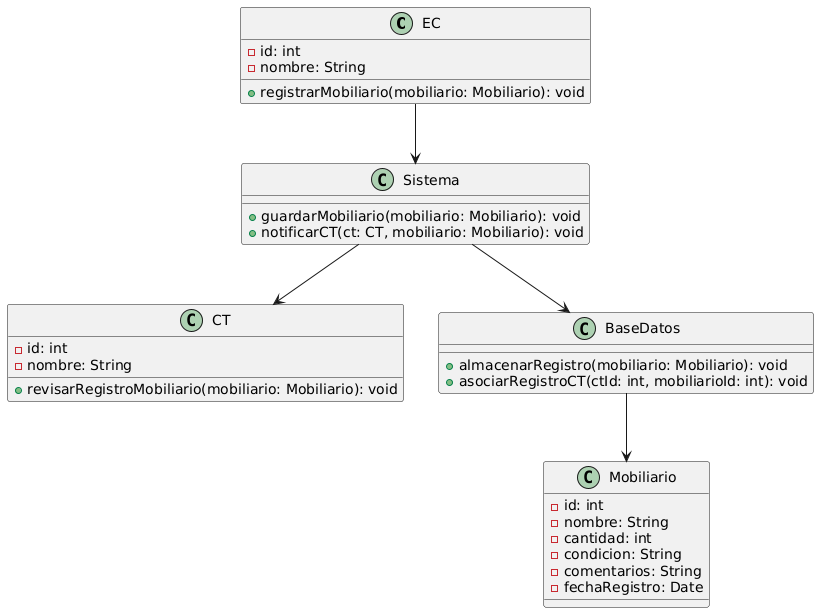 C EC
id: int
nombre: String
registrarMobiliario(mobiliario: Mobiliario): void
C Sistema
guardarMobiliario(mobiliario: Mobiliario): void
notificarCT(ct: CT, mobiliario: Mobiliario): void
C CT
id: int
nombre: String
revisarRegistroMobiliario(mobiliario: Mobiliario): void
C BaseDatos
almacenarRegistro(mobiliario: Mobiliario): void
asociarRegistroCT(ctId: int, mobiliarioId: int): void
C Mobiliario
id: int
nombre: String
cantidad: int
condicion: String
comentarios: String
fechaRegistro: Date